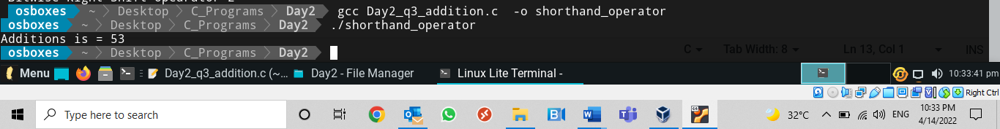 Bitwise Right Shift Operator 2
osboxes ~ Desktop C_Programs Day2 gcc Day2_q3_addition.c -o shorthand_operator
osboxes ~ Desktop C_Programs Day2 ./shorthand_operator
Additions is = 53
osboxes ~ Desktop C_Programs Day2
C Tab Width: 8 Ln 13, Col 1 INS
Menu Day2_q3_addition.c (~... Day2 - File Manager Linux Lite Terminal - 10:33:41 pm
Right Ctrl
Type here to search 32°C ENG 10:33 PM
4/14/2022